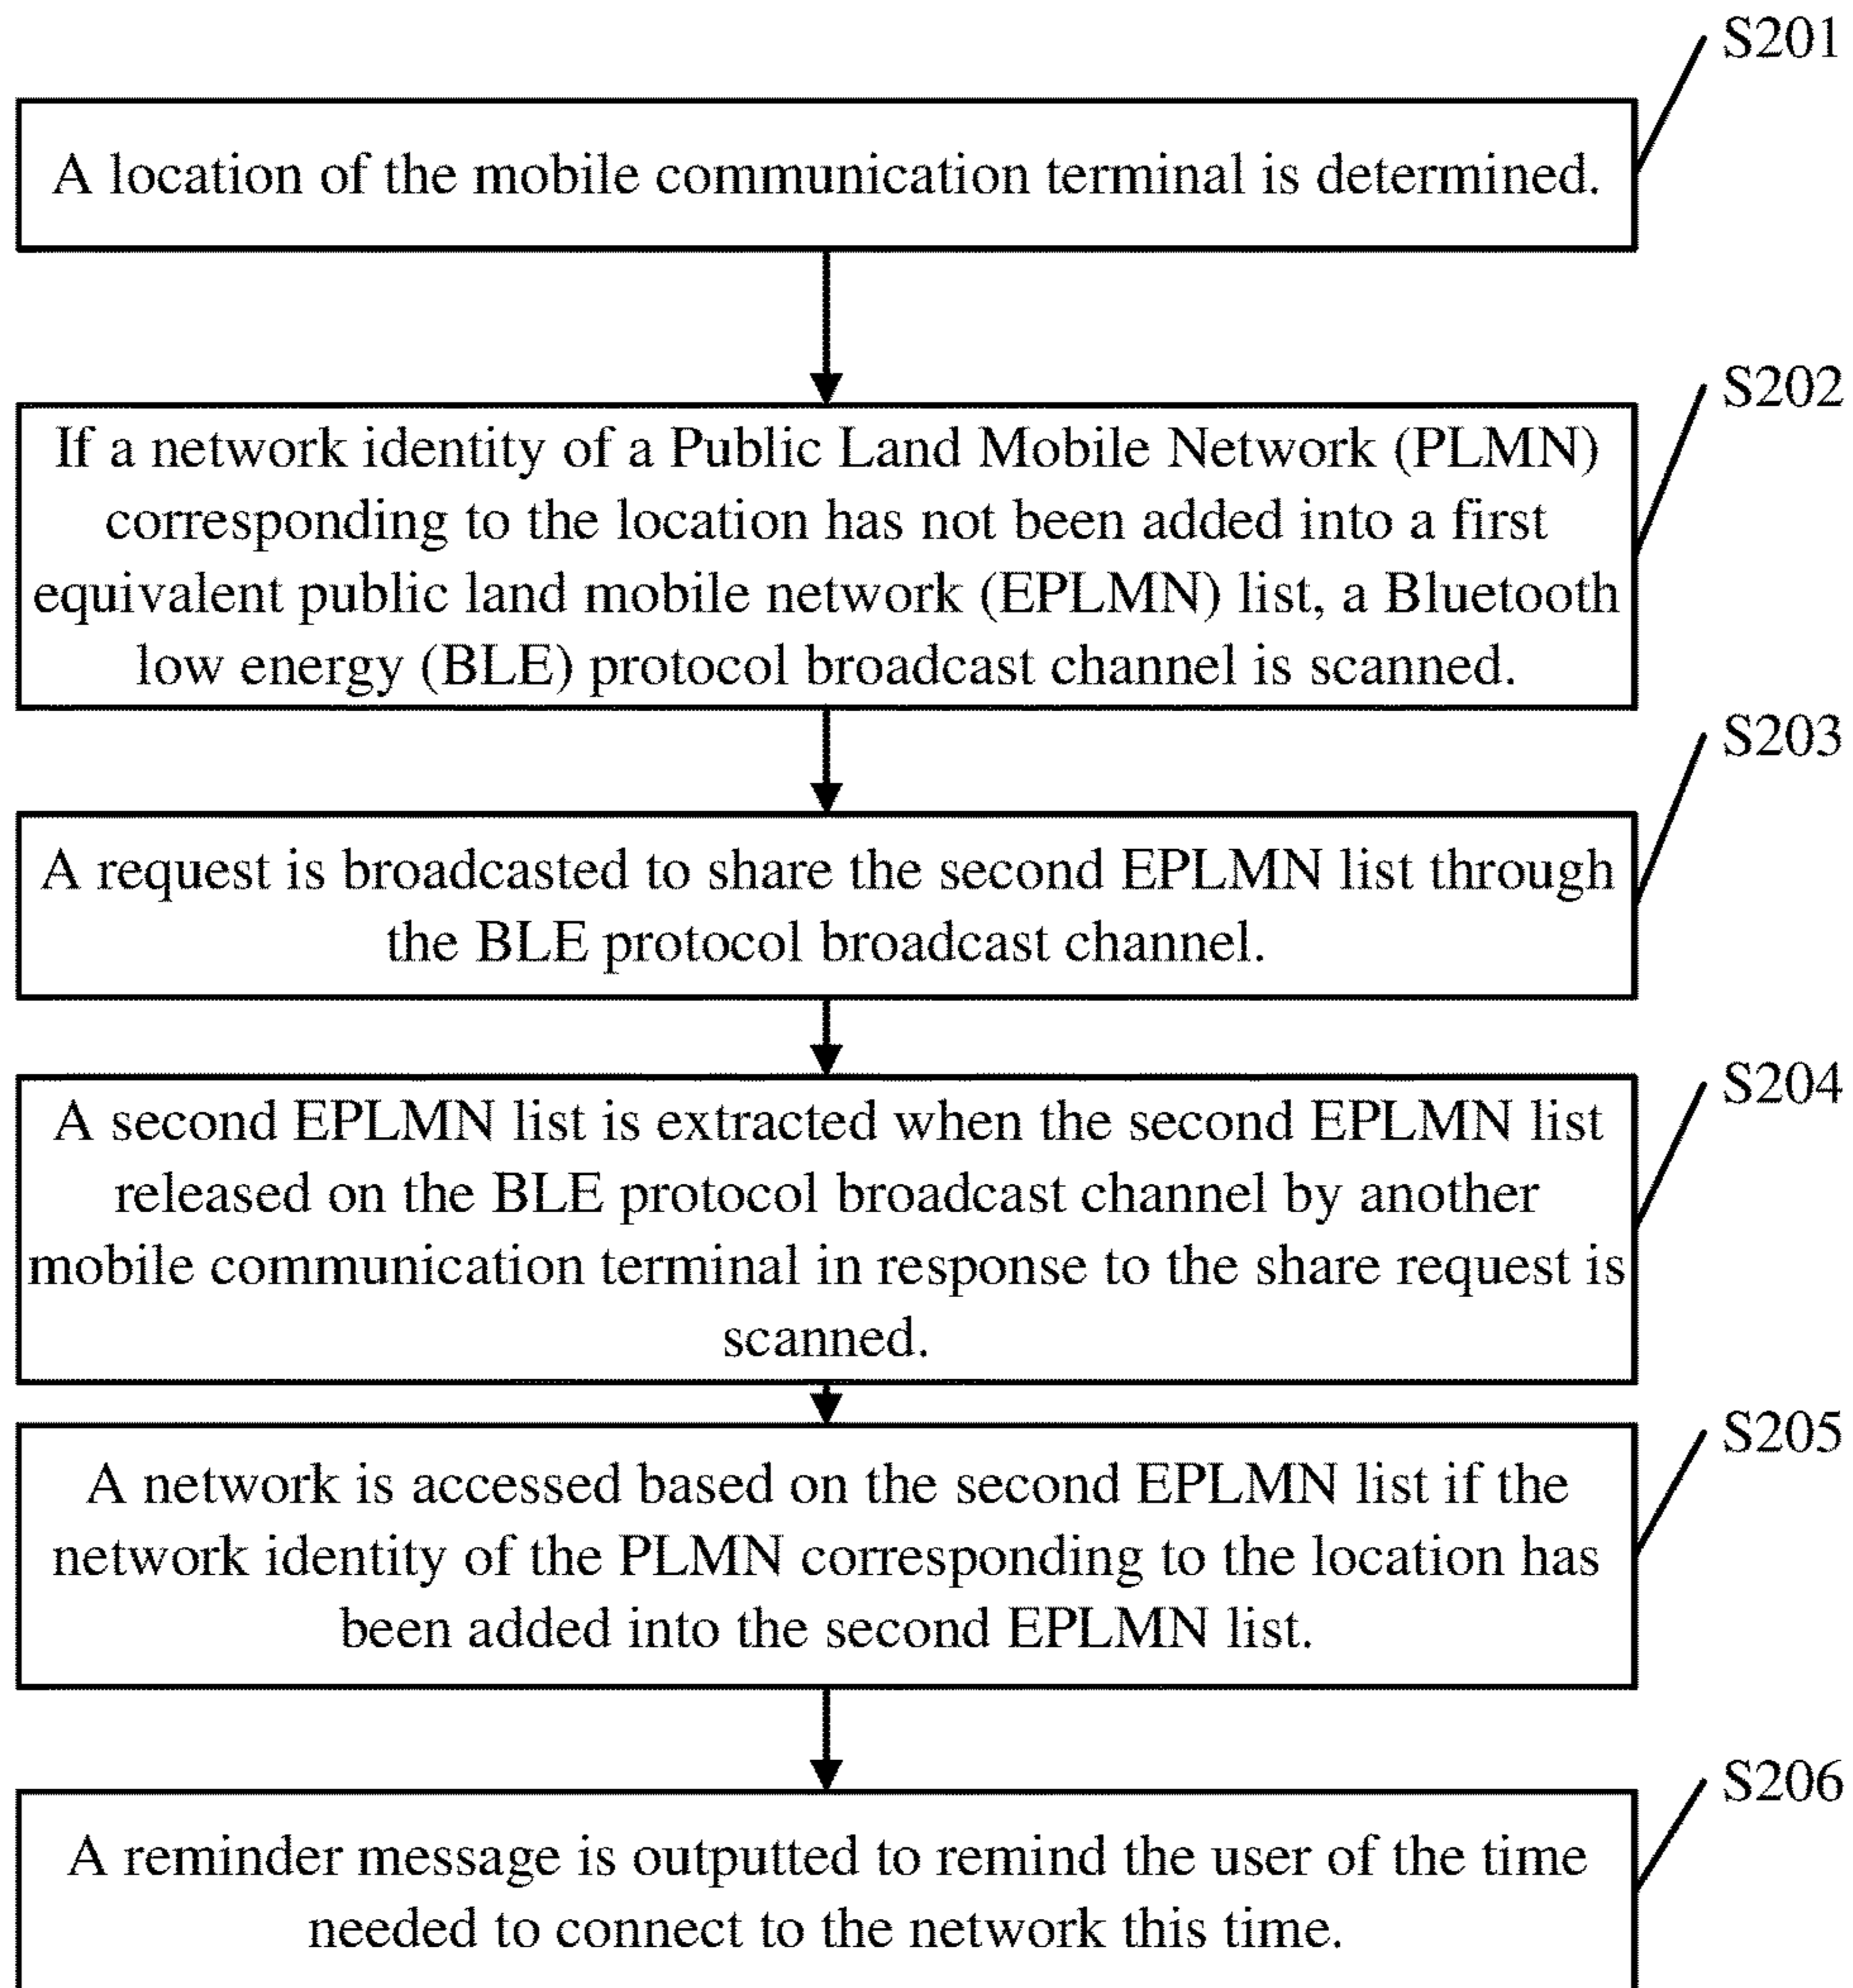 S201
A location of the mobile communication terminal is determined.
S202
If a network identity of a Public Land Mobile Network (PLMN)
corresponding to the location has not been added into a first
equivalent public land mobile network (EPLMN) list, a Bluetooth
low energy (BLE) protocol broadcast channel is scanned.
S203
A request is broadcasted to share the second EPLMN list through
the BLE protocol broadcast channel.
S204
A second EPLMN list is extracted when the second EPLMN list
released on the BLE protocol broadcast channel by another
mobile communication terminal in response to the share request is
scanned.
S205
A network is accessed based on the second EPLMN list if the
network identity of the PLMN corresponding to the location has
been added into the second EPLMN list.
S206
A reminder message is outputted to remind the user of the time
needed to connect to the network this time.